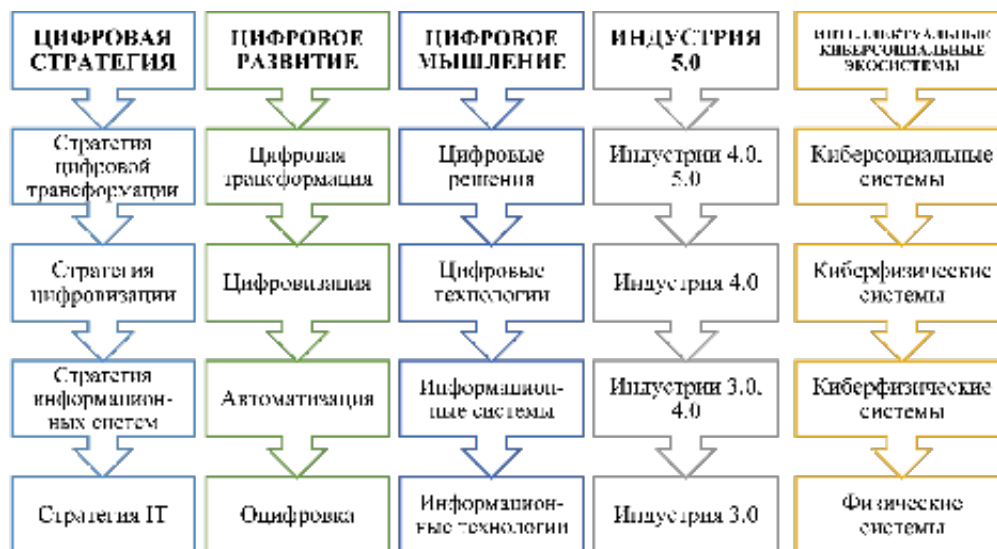 ЦИФРОВАЯ
СТРАТЕГИЯ
Стратегия
цифровой
трансформации
Стратегия
цифровизации
Стратегия
информацион-
ных систем
Стратегия IT
ЦИФРОВОЕ
РАЗВИТИЕ
Цифровая
трансформация
Цифровизация
Автоматизация
Оцифровка
ЦИФРОВОЕ
МЫШЛЕНИЕ
Цифровые
решения
Цифровые
технологии
Информацион-
ные системы
Информацион-
ные технологии
ИНДУСТРИЯ
5.0
Индустрии 4.0,
5.0
Индустрия 4.0
Индустрии 3.0,
4.0
Индустрия 3.0
ИНТЕЛЛЕКТУАЛЬНЫЕ
КИБЕРСОЦИАЛЬНЫЕ
ЭКОСИСТЕМЫ
Киберсоциальные
системы
Киберфизические
системы
Киберфизические
системы
Физические
системы